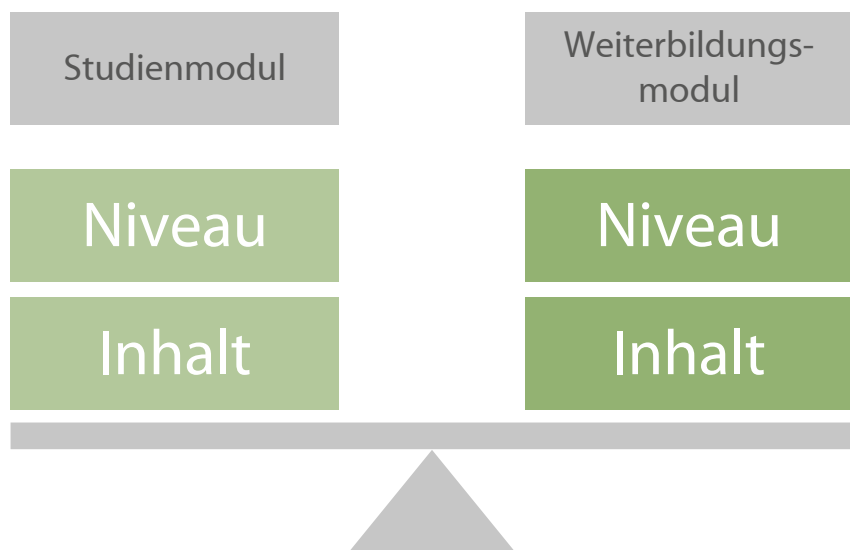 Studienmodul
Weiterbildungs-
modul
Niveau
Niveau
Inhalt
Inhalt